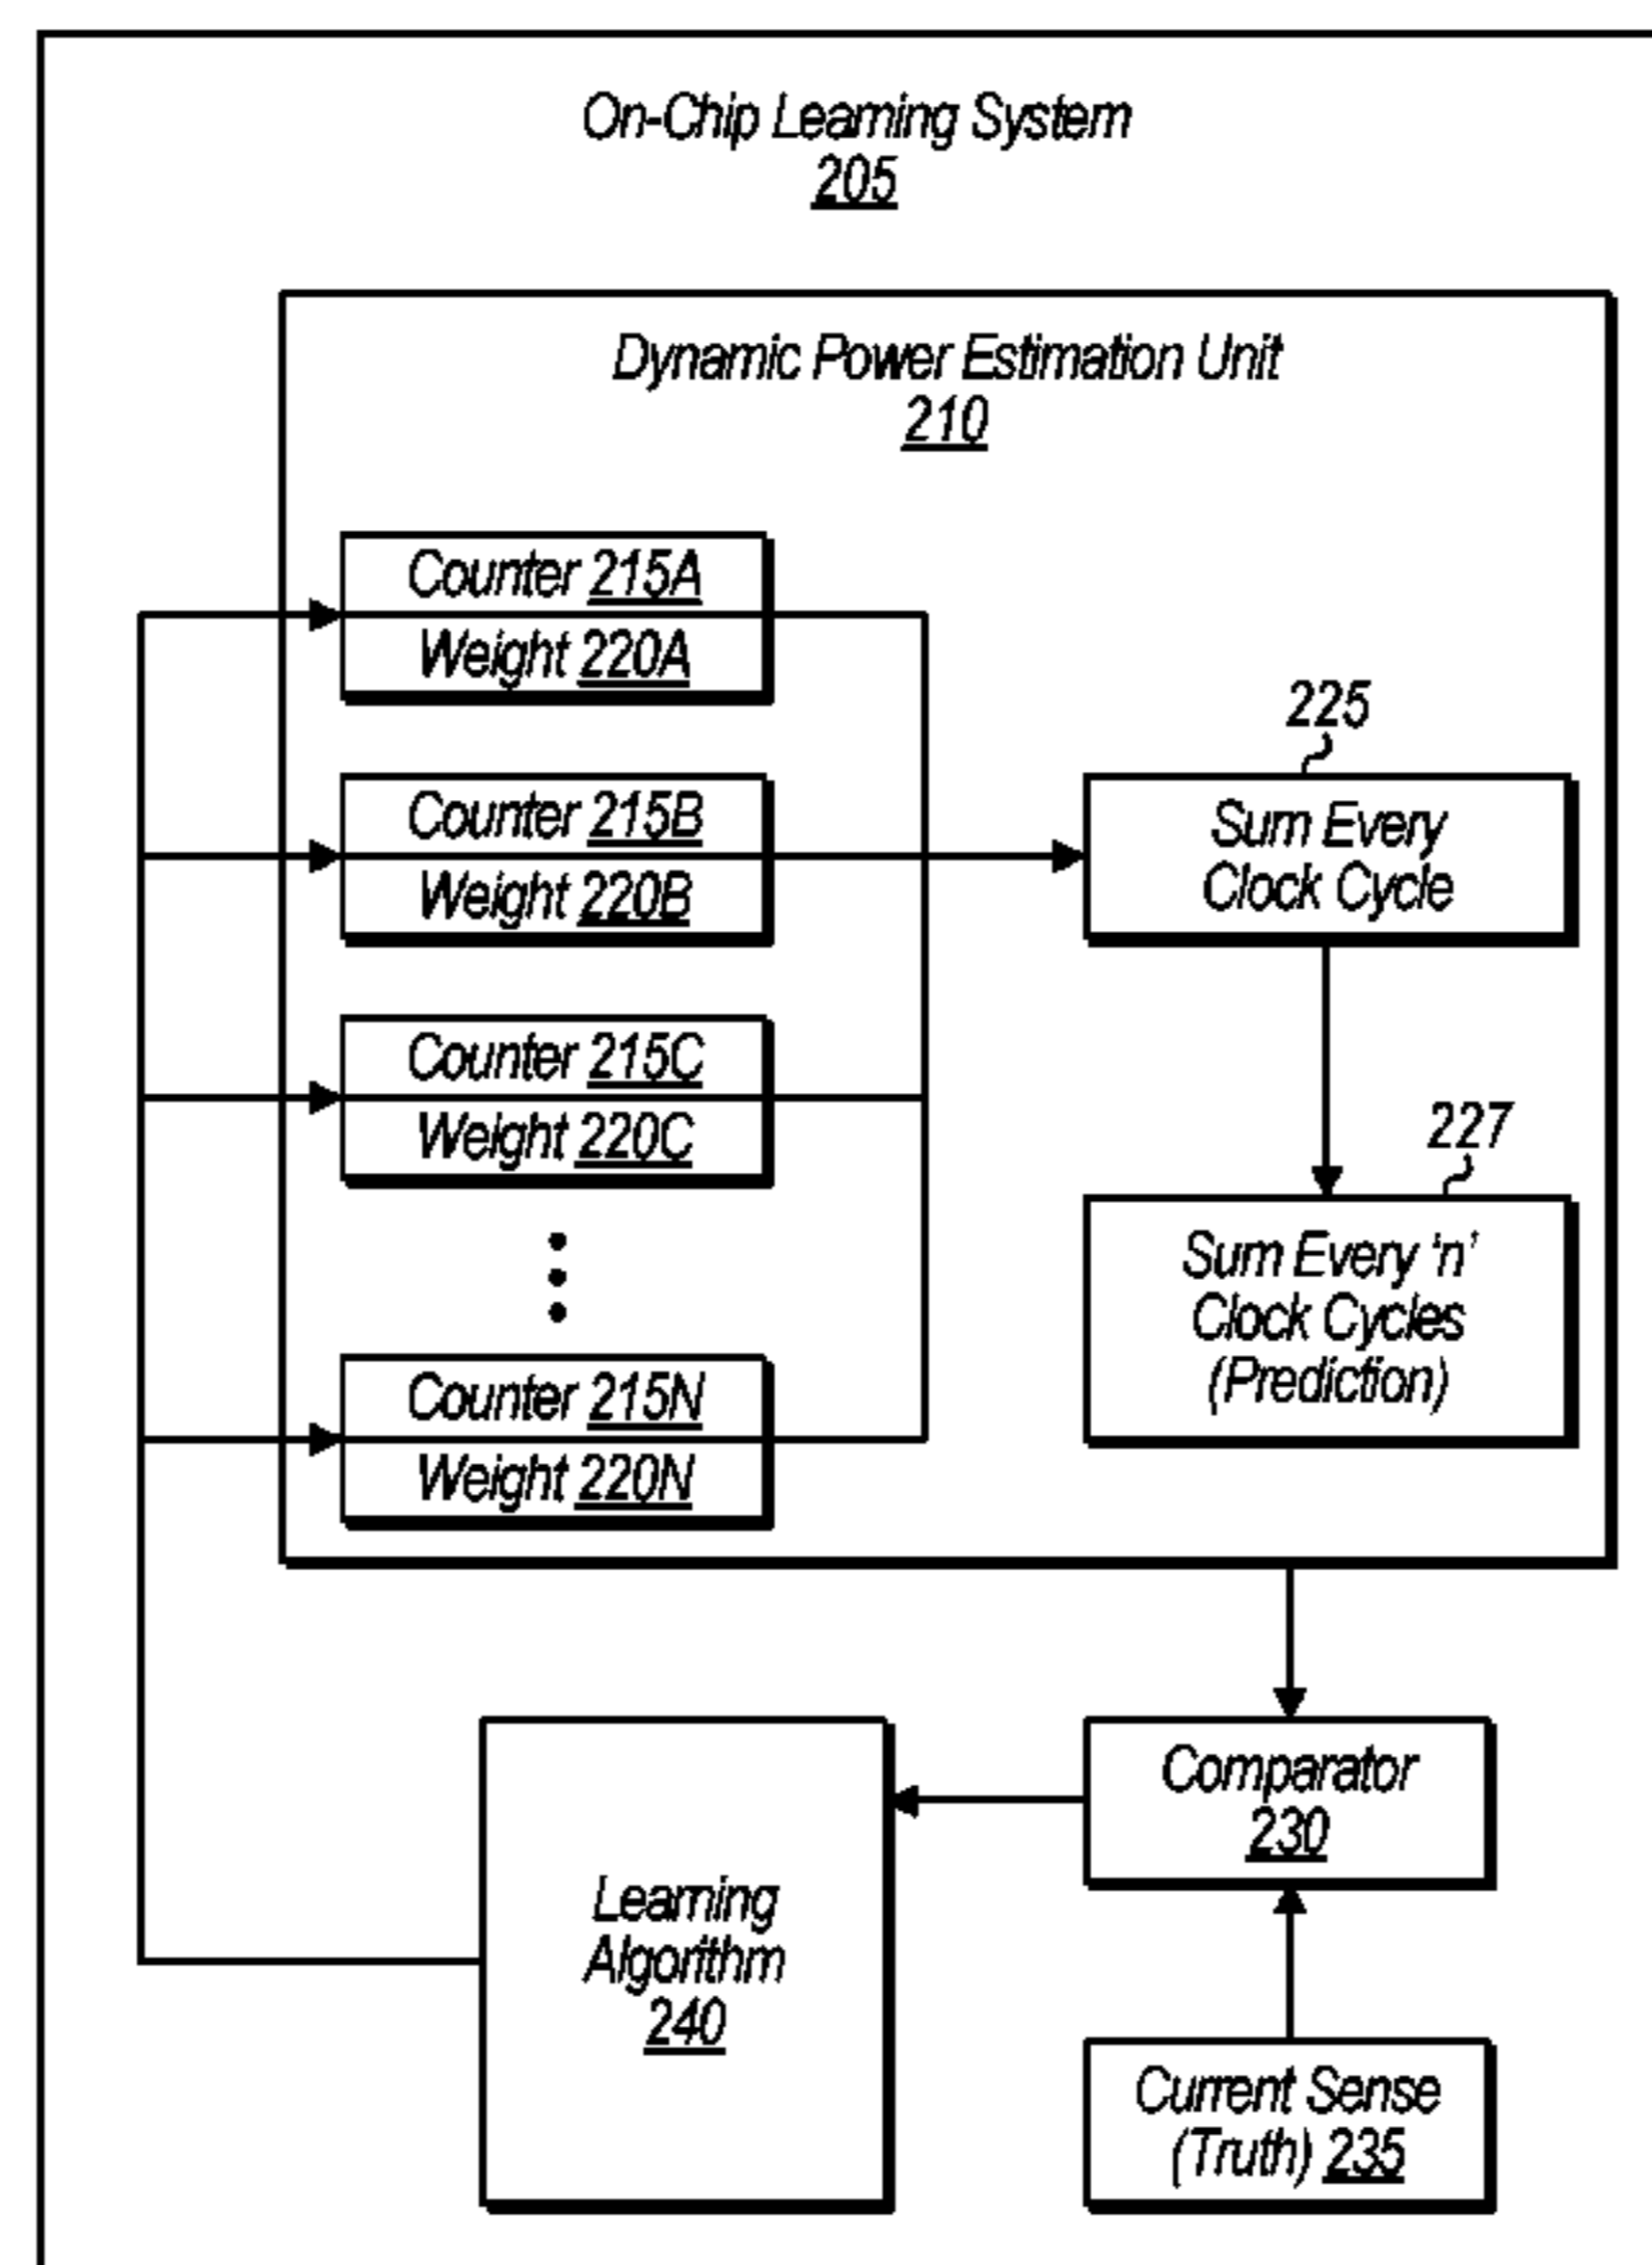 On-Chip Learning System
205
Dynamic Power Estimation Unit
210
Counter 215A
Weight 220A
Counter 215B
Weight 220B
Counter 215C
Weight 220C
Counter 215N
Weight 220N
225
Sum Every
Clock Cycle
227
Sum Every 'n'
Clock Cycles
(Prediction)
Comparator
230
Learning
Algorithm
240
Current Sense
(Truth) 235